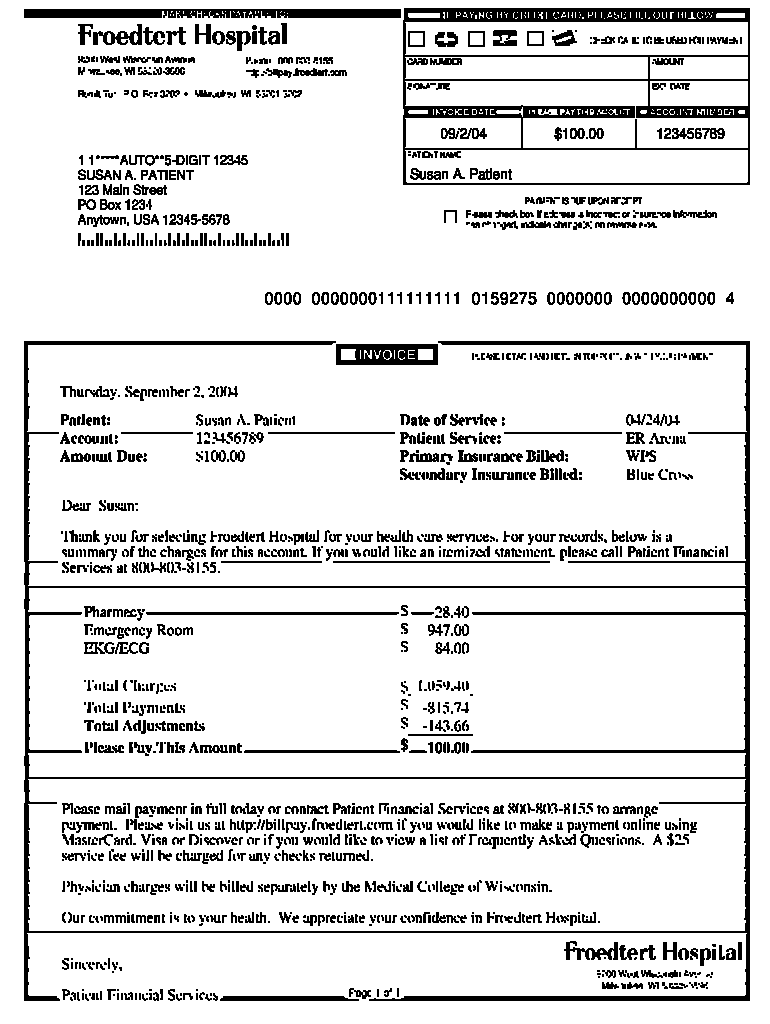 MAKE CHECKS PAYABLE TO:
Froedtert Hospital
9200 West Wisconsin Avenue
Milwaukee, WI
Phone: 800 803-8155
http://billpay.froedtert.com
Remit To: P.O. Box 3202 • Milwaukee, WI 53201-3202
IF PAYING BY CREDIT CARD, PLEASE FILL OUT BELOW
CHECK CARD TO BE USED FOR PAYMENT
CARD NUMBER
AMOUNT
SIGNATURE
EXP. DATE
INVOICE DATE
PLEASE PAY THIS AMOUNT
ACCOUNT NUMBER
09/2/04
$100.00
123456789
PATIENT NAME
Susan A. Patient
1 1*****AUTO**5-DIGIT 12345
SUSAN A. PATIENT
123 Main Street
PO Box 1234
Anytown, USA 12345-5678
PAYMENT IS DUE UPON RECEIPT
Please check box if address is incorrect or insurance information
has changed, indicate change(s) on reverse side.
0000 0000000111111111 0159275 0000000 0000000000 4
INVOICE
PLEASE DETACH AND RETURN TOP PORTION WITH YOUR PAYMENT
Thursday, September 2, 2004
Patient: Susan A. Patient
Date of Service : 04/24/04
Account: 123456789
Patient Service: ER Arena
Amount Due: $100.00
Primary Insurance Billed: WPS
Secondary Insurance Billed: Blue Cross
Dear Susan:
Thank you for selecting Froedtert Hospital for your health care services. For your records, below is a
summary of the charges for this account. If you would like an itemized statement, please call Patient Financial
Services at 800-803-8155.
Pharmacy $ 28.40
Emergency Room $ 947.00
EKG/ECG $ 84.00
Total Charges $ 1,059.40
Total Payments $ -815.74
Total Adjustments $ -143.66
Please Pay This Amount $ 100.00
Please mail payment in full today or contact Patient Financial Services at 800-803-8155 to arrange
payment. Please visit us at http://billpay.froedtert.com if you would like to make a payment online using
MasterCard, Visa or Discover or if you would like to view a list of Frequently Asked Questions. A $25
service fee will be charged for any checks returned.
Physician charges will be billed separately by the Medical College of Wisconsin.
Our commitment is to your health. We appreciate your confidence in Froedtert Hospital.
Sincerely,
Patient Financial Services
Page 1 of 1
Froedtert Hospital
9200 West Wisconsin Avenue
Milwaukee, WI